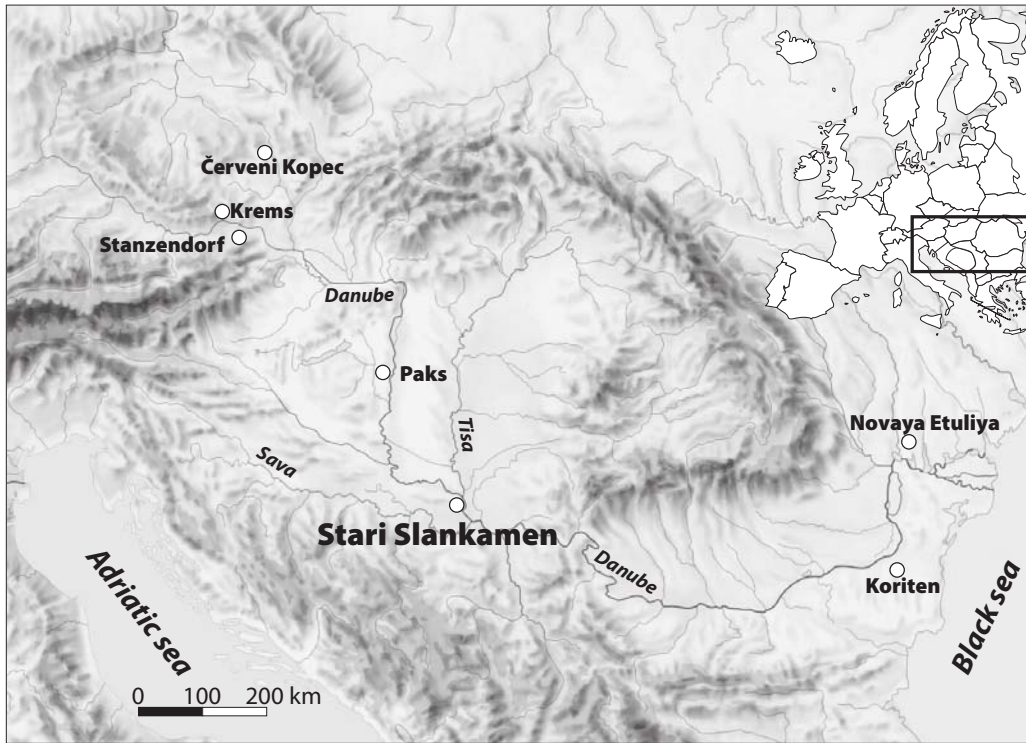 Červeni Kopec
Krems
Stanzendorf
Danube
Paks
Tisa
Novaya Etuliya
Sava
Stari Slankamen
Danube
Koriten
Adriatic sea
Black sea
0 100 200 km